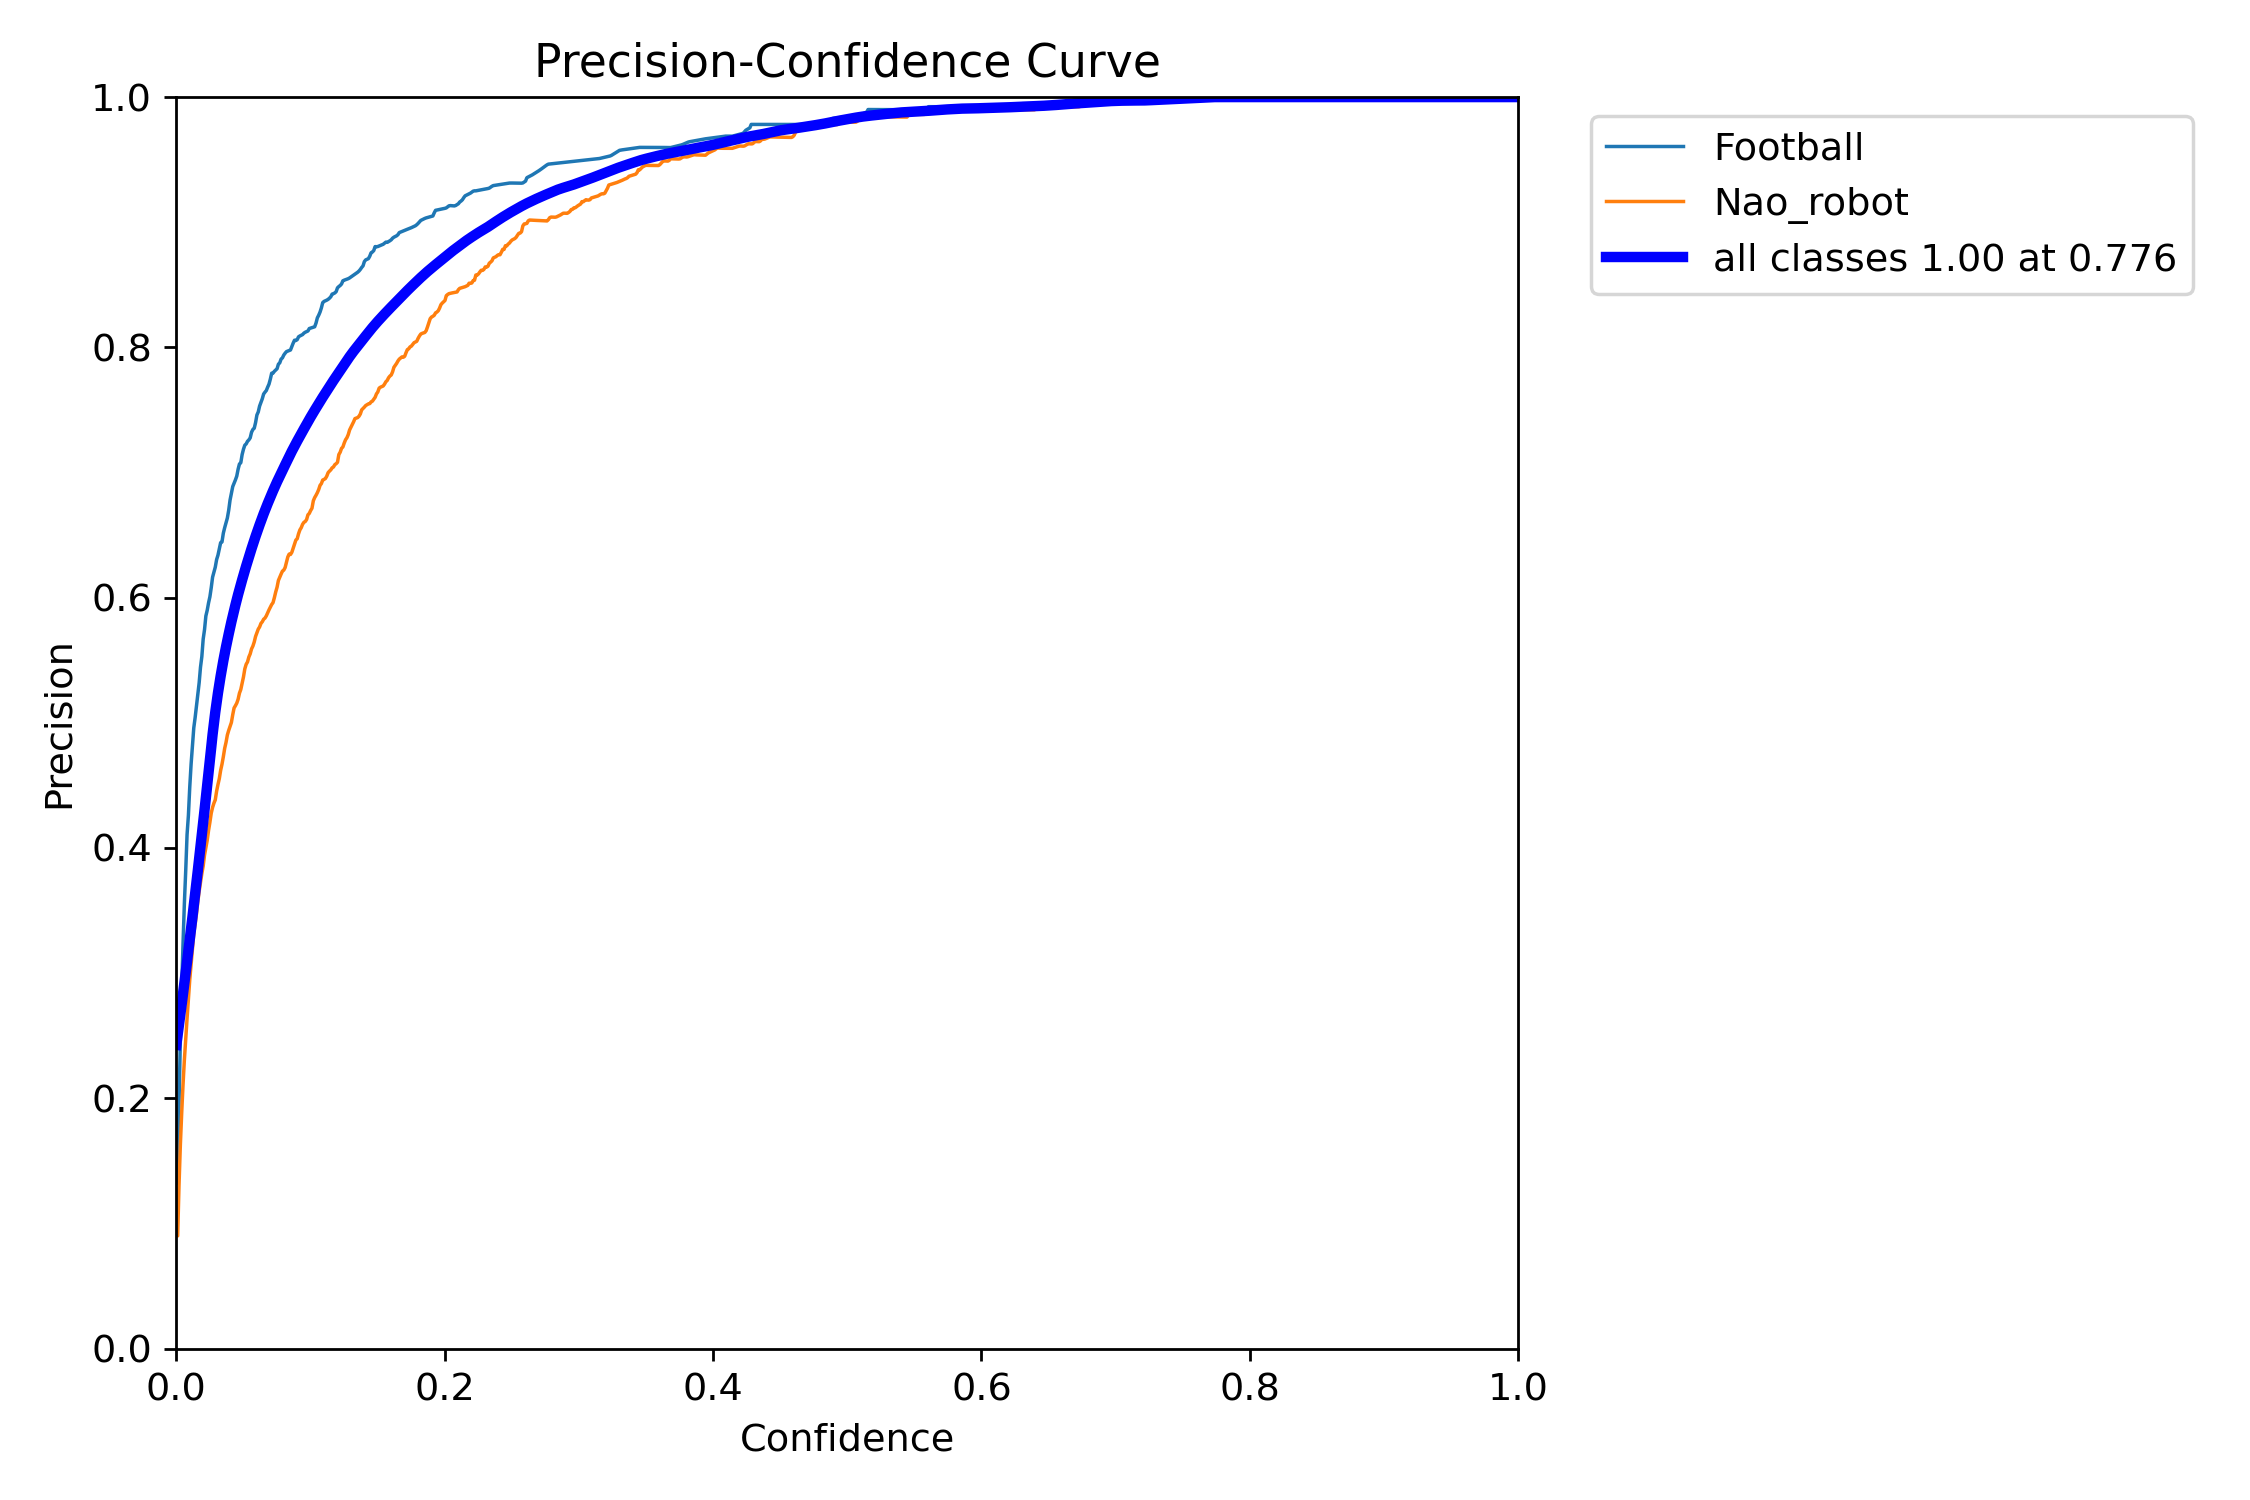 Precision-Confidence Curve
1.0
0.8
0.6
0.4
0.2
0.0
Precision
0.0 0.2 0.4 0.6 0.8 1.0
Confidence
Football
Nao_robot
all classes 1.00 at 0.776